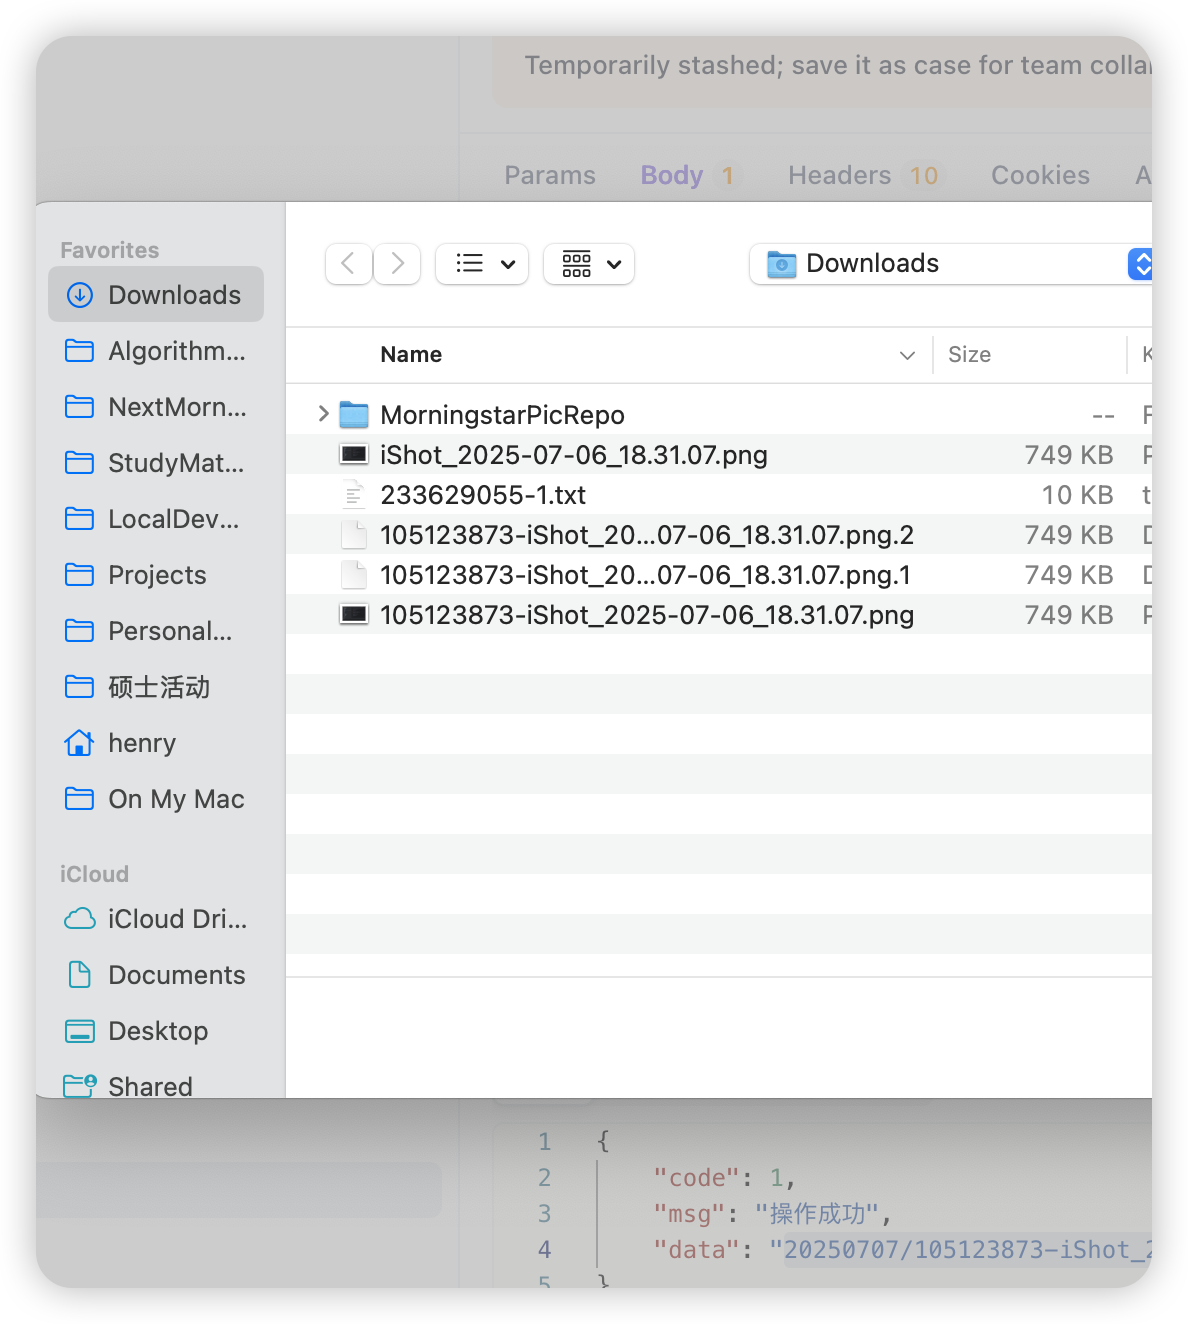 Temporarily stashed; save it as case for team colla
Params Body 1 Headers 10 Cookies A
Favorites
Downloads
Algorithm...
NextMorn...
StudyMat...
LocalDev...
Projects
Personal...
硕士活动
henry
On My Mac
iCloud
iCloud Dri...
Documents
Desktop
Shared
Downloads
Name Size K
MorningstarPicRepo -- F
iShot_2025-07-06_18.31.07.png 749 KB P
233629055-1.txt 10 KB t
105123873-iShot_20...07-06_18.31.07.png.2 749 KB D
105123873-iShot_20...07-06_18.31.07.png.1 749 KB D
105123873-iShot_2025-07-06_18.31.07.png 749 KB P
1 {
2 "code": 1,
3 "msg": "操作成功",
4 "data": "20250707/105123873-iShot_2
5 }